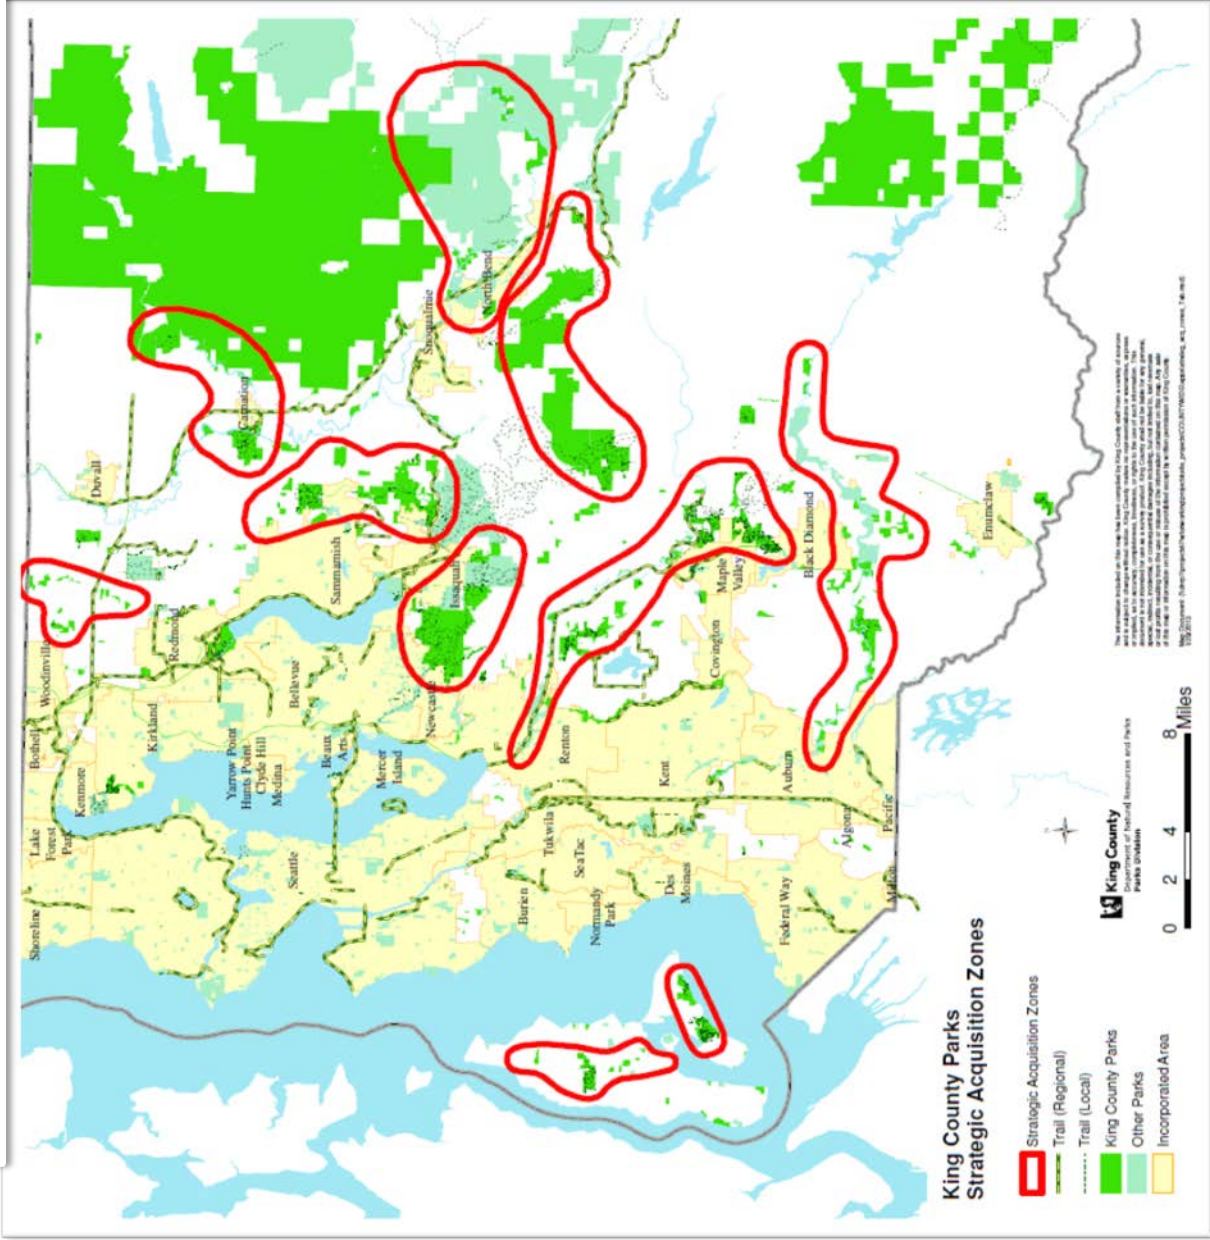 King County Parks
Strategic Acquisition Zones
Strategic Acquisition Zones
Trail (Regional)
Trail (Local)
King County Parks
Other Parks
Incorporated Area
King County
Department of Natural Resources and Parks
Parks Division
0 2 4 8
Miles
Shoreline
Lake
Forest
Park
Kenmore
Bothell
Woodinville
Duvall
Kirkland
Redmond
Carnation
Yarrow Point
Hunts Point
Clyde Hill
Medina
Bellevue
Seattle
Beaux
Arts
Sammamish
Mercer
Island
Newcastle
Issaquah
Snoqualmie
North Bend
Burien
Tukwila
Renton
SeaTac
Normandy
Park
Des
Moines
Kent
Covington
Maple
Valley
Federal Way
Auburn
Black Diamond
Algona
Pacific
Milton
Enumclaw